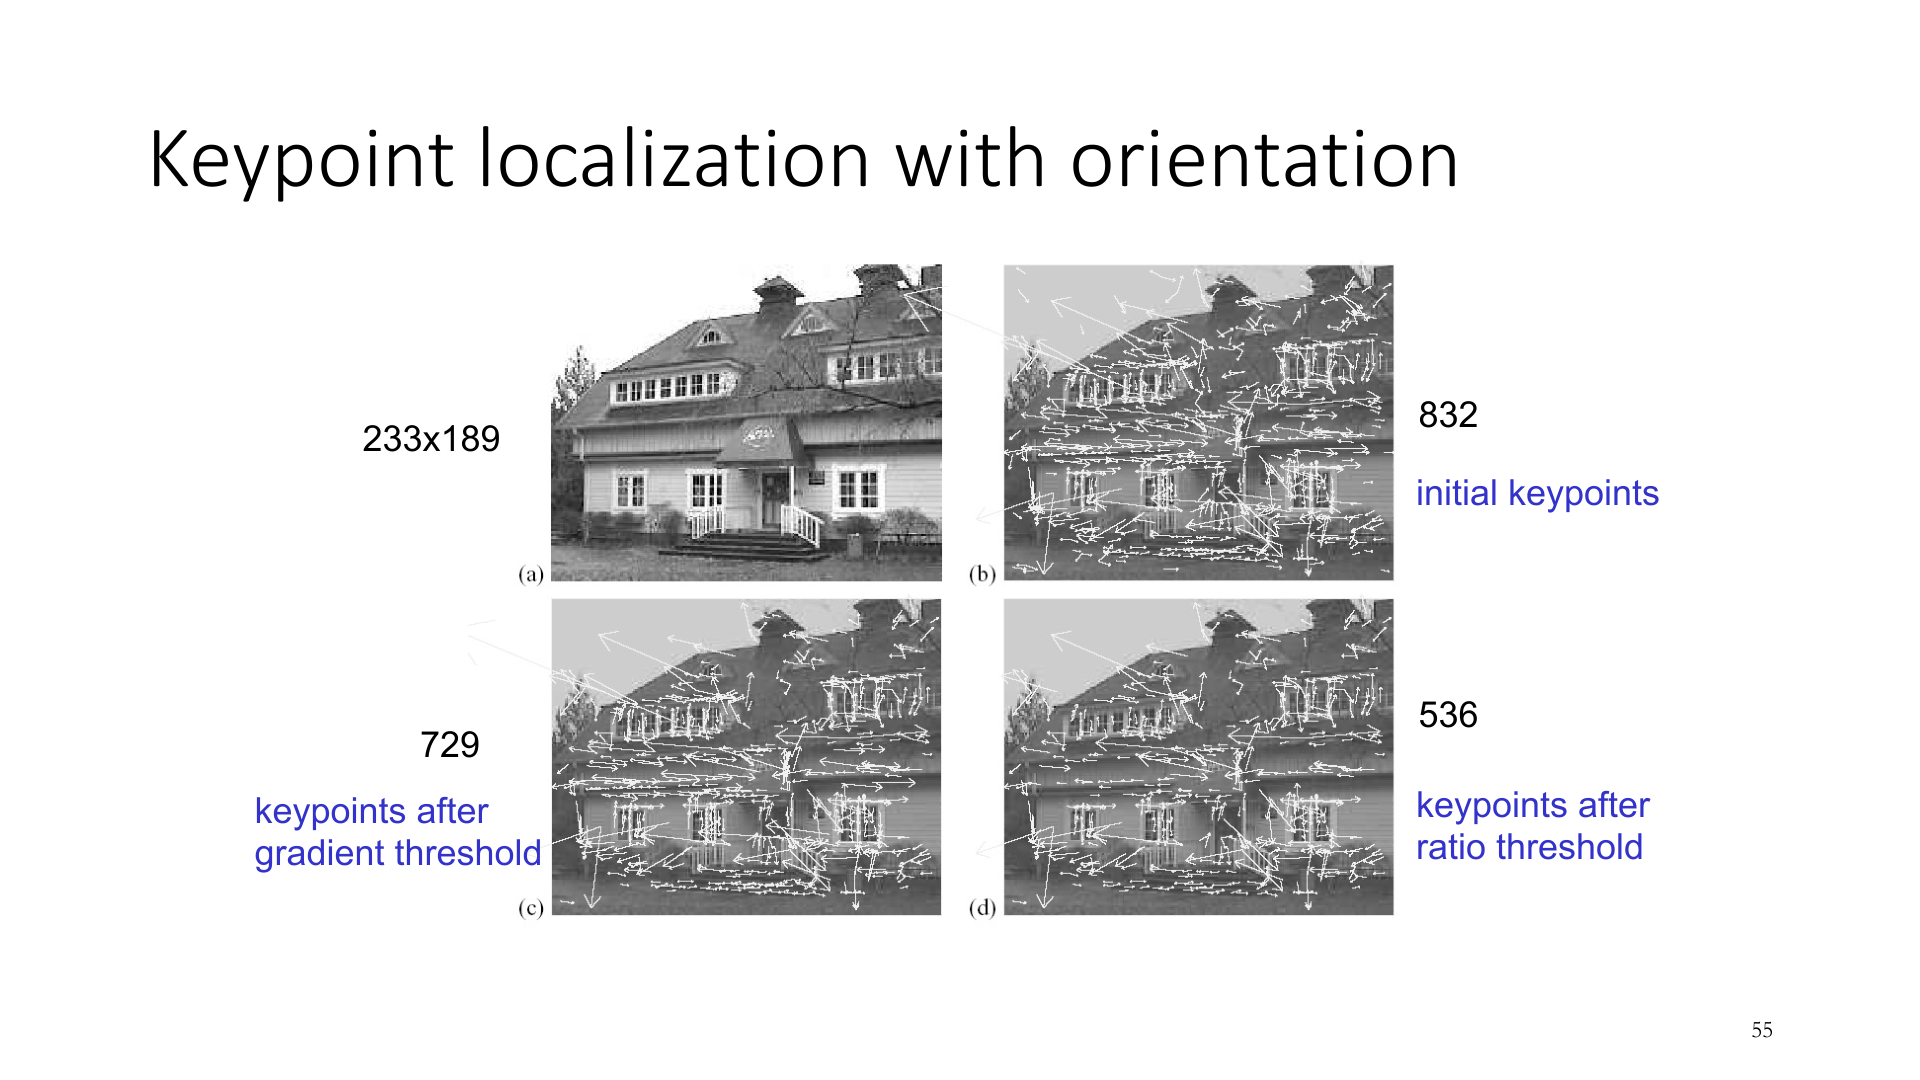 Keypoint localization with orientation
233x189
(a)
(b)
832
initial keypoints
729
keypoints after
gradient threshold
(c)
(d)
536
keypoints after
ratio threshold
55